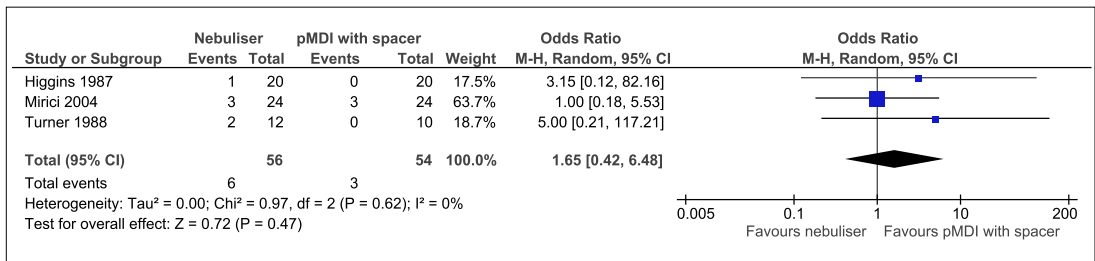 Nebuliser pMDI with spacer Odds Ratio Odds Ratio
Study or Subgroup Events Total Events Total Weight M-H, Random, 95% CI M-H, Random, 95% CI
Higgins 1987 1 20 0 20 17.5% 3.15 [0.12, 82.16]
Mirici 2004 3 24 3 24 63.7% 1.00 [0.18, 5.53]
Turner 1988 2 12 0 10 18.7% 5.00 [0.21, 117.21]
Total (95% CI) 56 54 100.0% 1.65 [0.42, 6.48]
Total events 6 3
Heterogeneity: Tau² = 0.00; Chi² = 0.97, df = 2 (P = 0.62); I² = 0%
Test for overall effect: Z = 0.72 (P = 0.47)
0.005 0.1 1 10 200
Favours nebuliser Favours pMDI with spacer